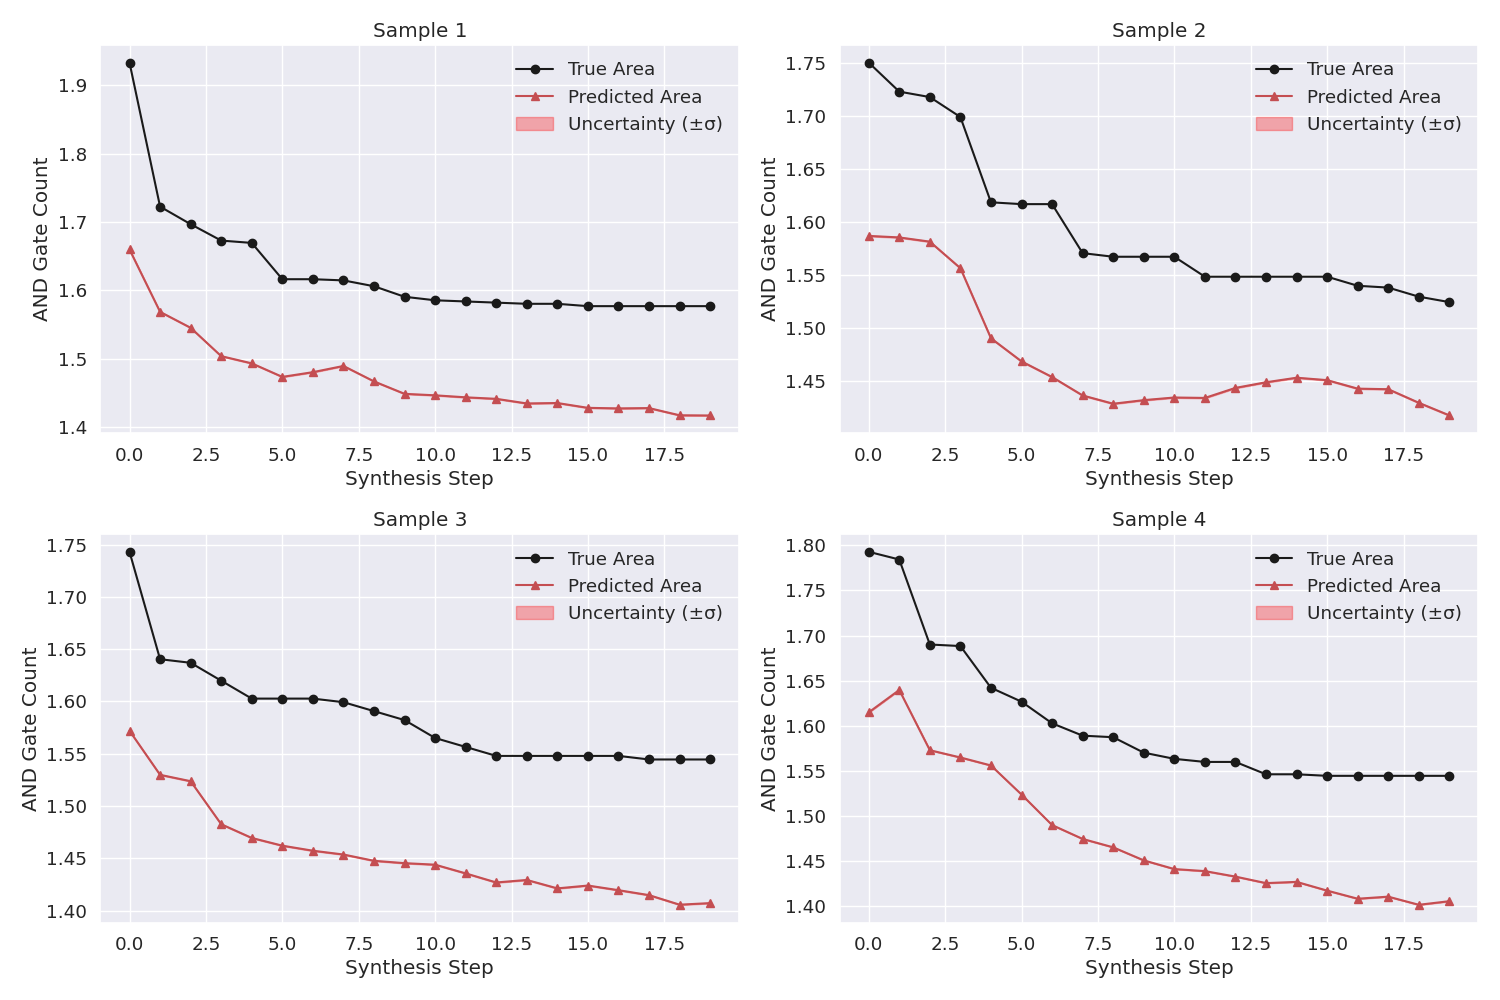 Sample 1
True Area
Predicted Area
Uncertainty (±σ)
AND Gate Count
1.9
1.8
1.7
1.6
1.5
1.4
0.0 2.5 5.0 7.5 10.0 12.5 15.0 17.5
Synthesis Step
Sample 2
True Area
Predicted Area
Uncertainty (±σ)
AND Gate Count
1.75
1.70
1.65
1.60
1.55
1.50
1.45
0.0 2.5 5.0 7.5 10.0 12.5 15.0 17.5
Synthesis Step
Sample 3
True Area
Predicted Area
Uncertainty (±σ)
AND Gate Count
1.75
1.70
1.65
1.60
1.55
1.50
1.45
1.40
0.0 2.5 5.0 7.5 10.0 12.5 15.0 17.5
Synthesis Step
Sample 4
True Area
Predicted Area
Uncertainty (±σ)
AND Gate Count
1.80
1.75
1.70
1.65
1.60
1.55
1.50
1.45
1.40
0.0 2.5 5.0 7.5 10.0 12.5 15.0 17.5
Synthesis Step